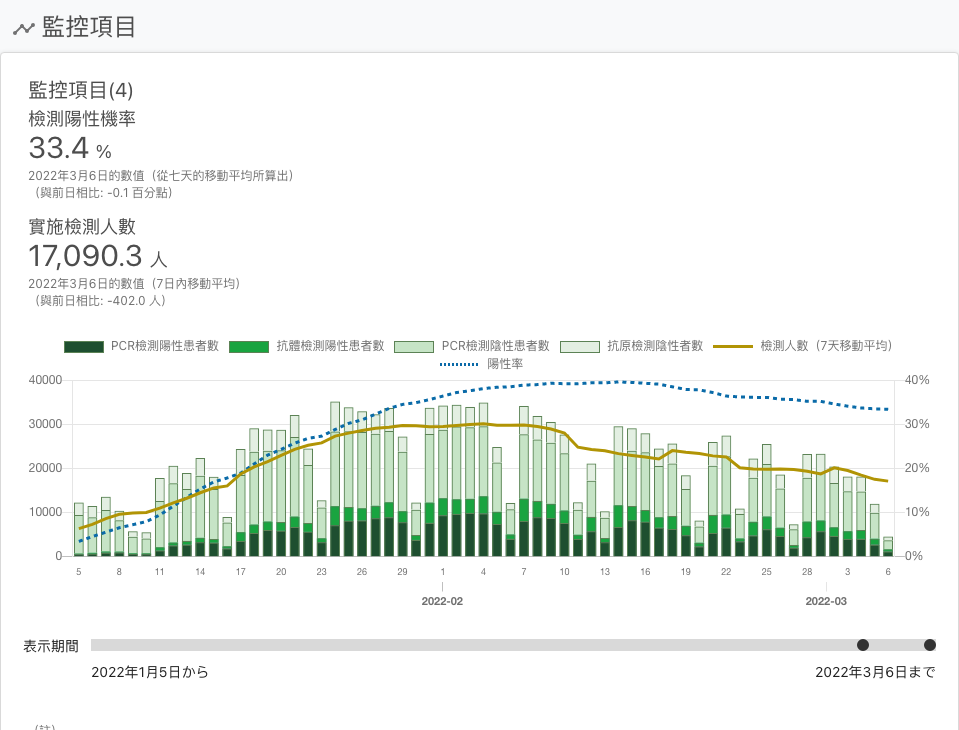 監控項目
監控項目(4)
檢測陽性機率
33.4 %
2022年3月6日的數值（從七天的移動平均所算出）
（與前日相比: -0.1 百分點）
實施檢測人數
17,090.3 人
2022年3月6日的數值（7日內移動平均）
（與前日相比: -402.0 人）
PCR檢測陽性患者數 抗體檢測陽性患者數 PCR檢測陰性患者數 抗原檢測陰性者數 檢測人數（7天移動平均）
陽性率
40000 40%
30000 30%
20000 20%
10000 10%
0 0%
5 8 11 14 17 20 23 26 29 1 4 7 10 13 16 19 22 25 28 3 6
2022-02 2022-03
表示期間
2022年1月5日から 2022年3月6日まで